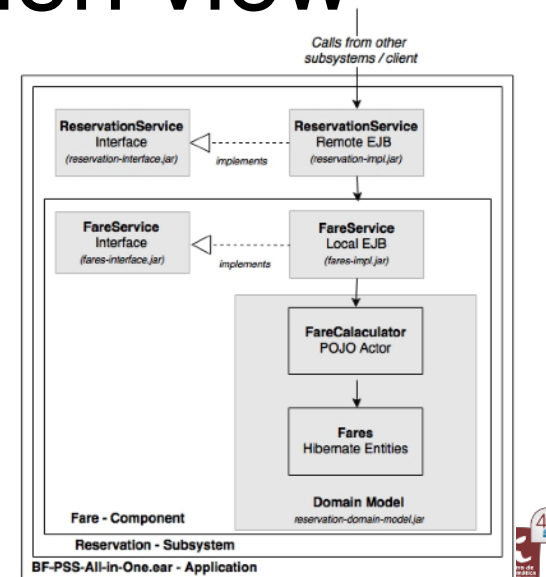 Calls from other
subsystems / client
ReservationService
Interface
(reservation-interface.jar)
implements
ReservationService
Remote EJB
(reservation-impl.jar)
FareService
Interface
(fares-interface.jar)
implements
FareService
Local EJB
(fares-impl.jar)
FareCalaculator
POJO Actor
Fares
Hibernate Entities
Domain Model
reservation-domain-model.jar
Fare - Component
Reservation - Subsystem
BF-PSS-All-in-One.ear - Application
4